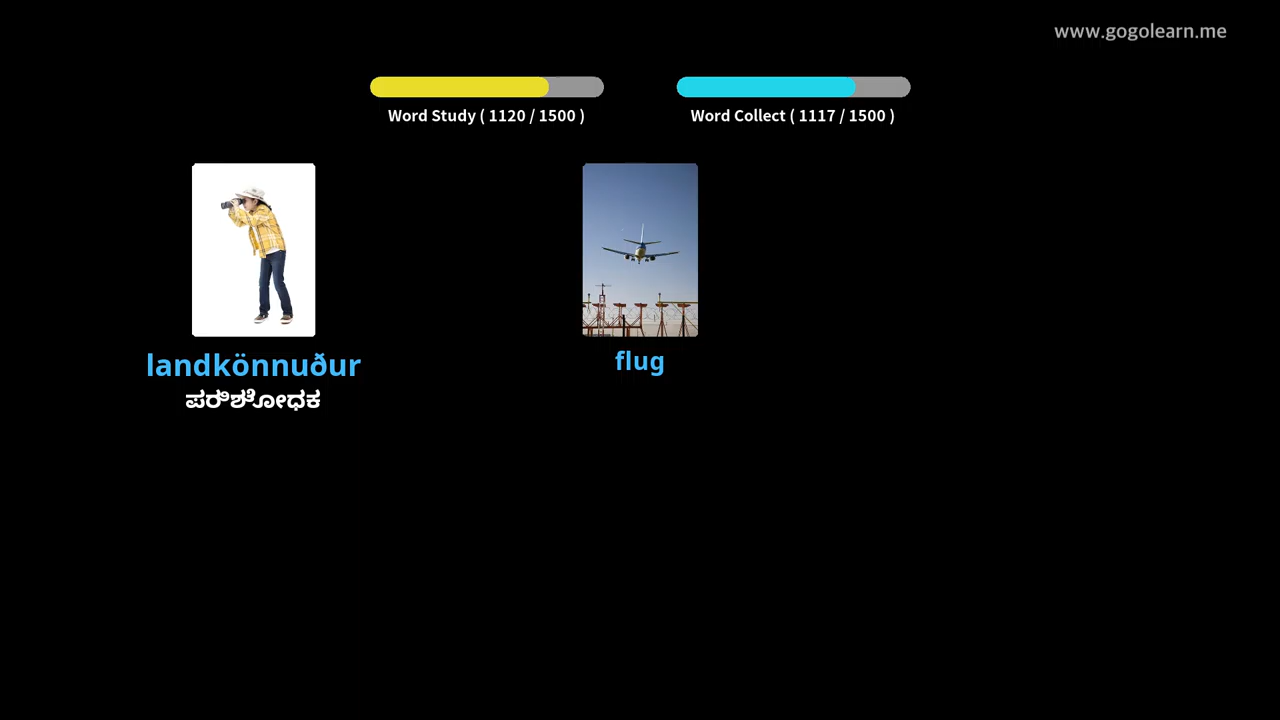 www.gogolearn.me
Word Study ( 1120 / 1500 )
Word Collect ( 1117 / 1500 )
landkönnuður
ಪರಿಶೋಧಕ
flug